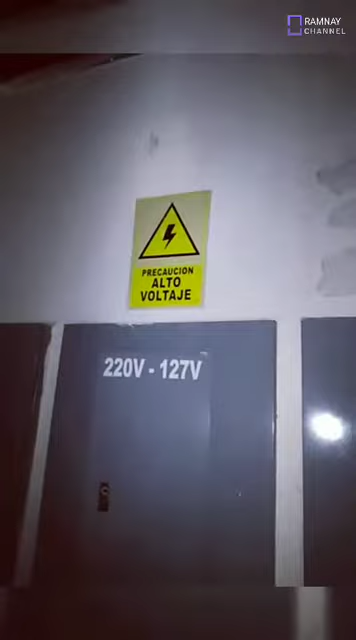 RAMNAY
CHANNEL
PRECAUCION
ALTO
VOLTAJE
220V - 127V